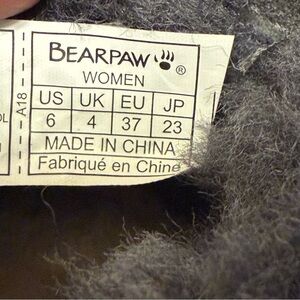 BEARPAW ®
WOMEN
US UK EU JP
6 4 37 23
MADE IN CHINA
Fabriqué en Chine
A18